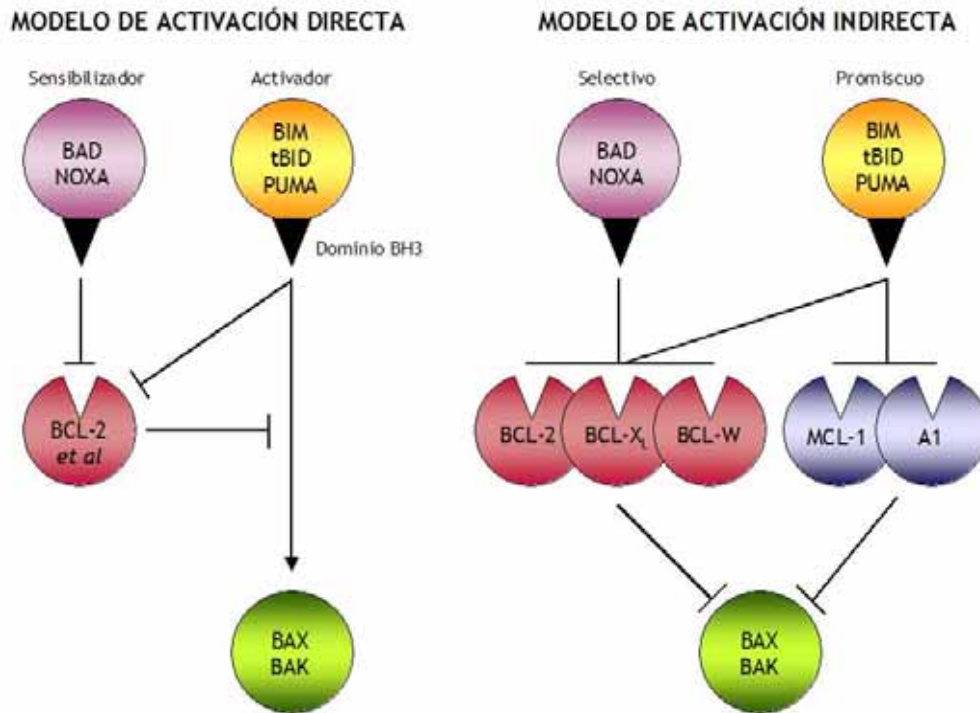 MODELO DE ACTIVACIÓN DIRECTA
Sensibilizador
Activador
BAD
NOXA
BIM
tBID
PUMA
Dominio BH3
BCL-2
et al
BAX
BAK
MODELO DE ACTIVACIÓN INDIRECTA
Selectivo
Promiscuo
BAD
NOXA
BIM
tBID
PUMA
BCL-2
BCL-XL
BCL-W
MCL-1
A1
BAX
BAK